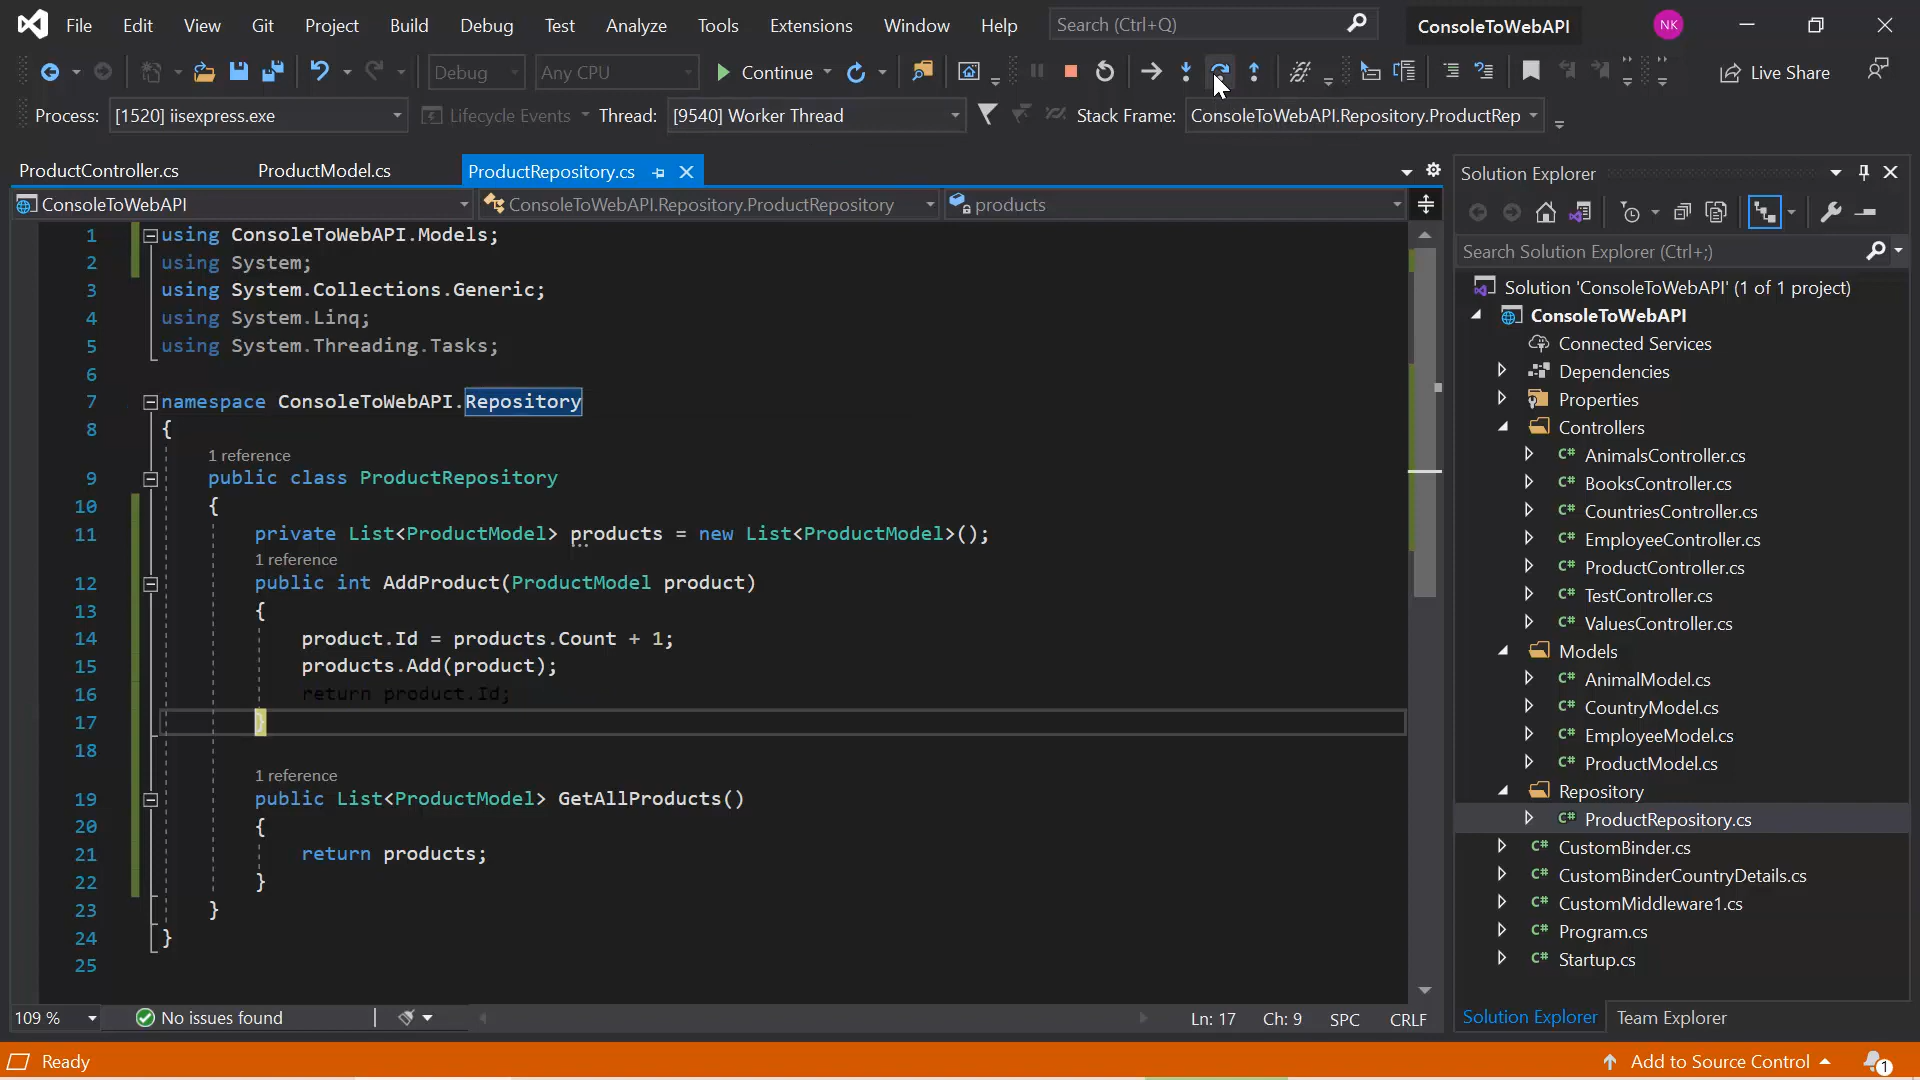 File Edit View Git Project Build Debug Test Analyze Tools Extensions Window Help Search (Ctrl+Q) ConsoleToWebAPI NK
Debug Any CPU Continue Live Share
Process: [1520] iisexpress.exe Lifecycle Events Thread: [9540] Worker Thread Stack Frame: ConsoleToWebAPI.Repository.ProductRep
ProductController.cs ProductModel.cs ProductRepository.cs
ConsoleToWebAPI ConsoleToWebAPI.Repository.ProductRepository products
1 using ConsoleToWebAPI.Models;
2 using System;
3 using System.Collections.Generic;
4 using System.Linq;
5 using System.Threading.Tasks;
6
7 namespace ConsoleToWebAPI.Repository
8 {
1 reference
9 public class ProductRepository
10 {
11 private List<ProductModel> products = new List<ProductModel>();
1 reference
12 public int AddProduct(ProductModel product)
13 {
14 product.Id = products.Count + 1;
15 products.Add(product);
16 return product.Id;
17 }
18
1 reference
19 public List<ProductModel> GetAllProducts()
20 {
21 return products;
22 }
23 }
24 }
25
109 % No issues found Ln: 17 Ch: 9 SPC CRLF
Solution Explorer
Search Solution Explorer (Ctrl+;)
Solution 'ConsoleToWebAPI' (1 of 1 project)
ConsoleToWebAPI
Connected Services
Dependencies
Properties
Controllers
C# AnimalsController.cs
C# BooksController.cs
C# CountriesController.cs
C# EmployeeController.cs
C# ProductController.cs
C# TestController.cs
C# ValuesController.cs
Models
C# AnimalModel.cs
C# CountryModel.cs
C# EmployeeModel.cs
C# ProductModel.cs
Repository
C# ProductRepository.cs
C# CustomBinder.cs
C# CustomBinderCountryDetails.cs
C# CustomMiddleware1.cs
C# Program.cs
C# Startup.cs
Solution Explorer Team Explorer
Ready Add to Source Control 1